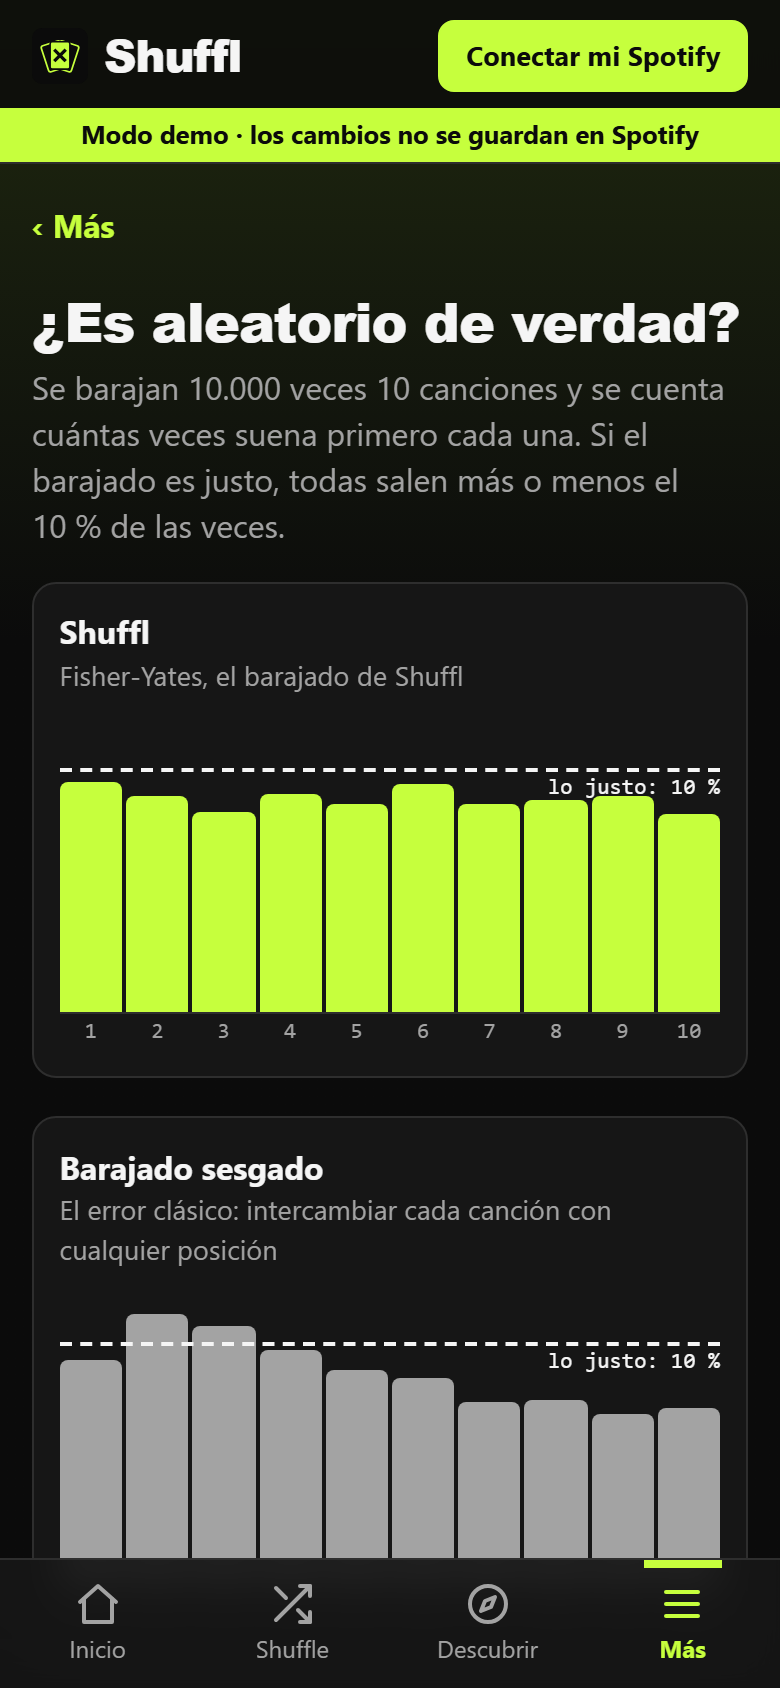 Shuffl
Conectar mi Spotify
Modo demo · los cambios no se guardan en Spotify
‹ Más
¿Es aleatorio de verdad?
Se barajan 10.000 veces 10 canciones y se cuenta
cuántas veces suena primero cada una. Si el
barajado es justo, todas salen más o menos el
10 % de las veces.
Shuffl
Fisher-Yates, el barajado de Shuffl
lo justo: 10 %
1 2 3 4 5 6 7 8 9 10
Barajado sesgado
El error clásico: intercambiar cada canción con
cualquier posición
lo justo: 10 %
Inicio Shuffle Descubrir Más